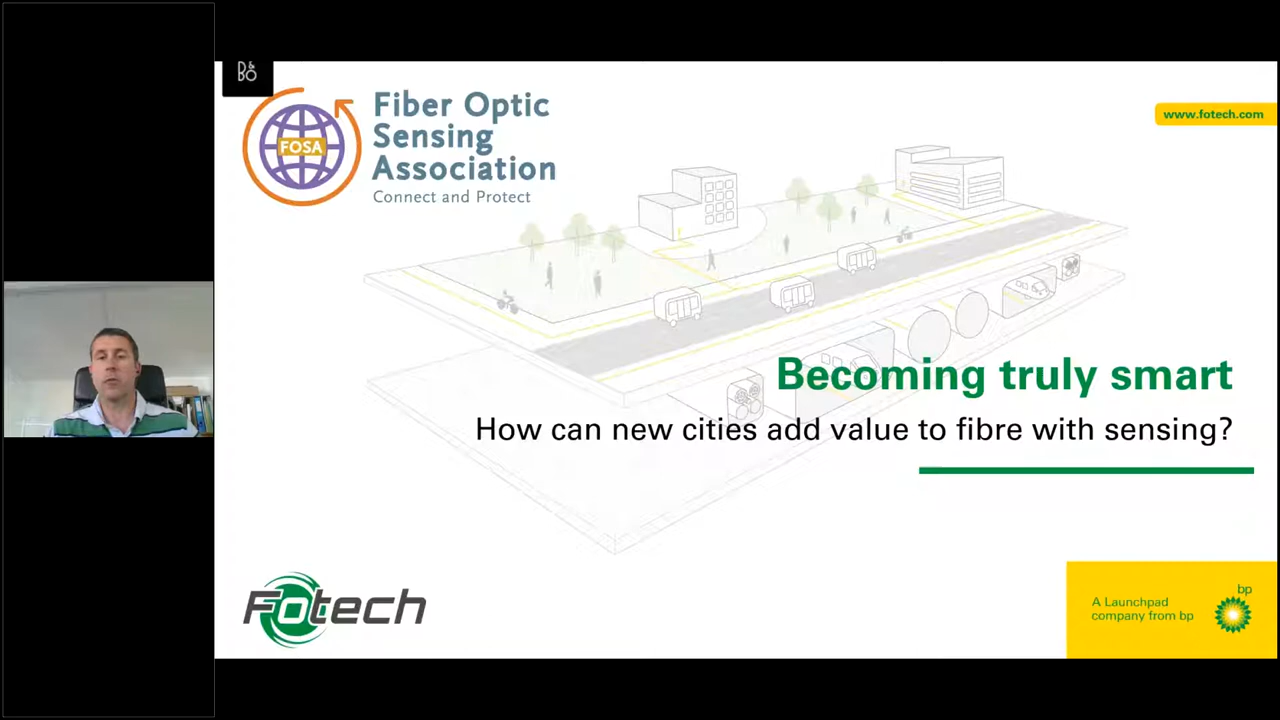 B&O
FOSA
Fiber Optic
Sensing
Association
Connect and Protect
www.fotech.com
Becoming truly smart
How can new cities add value to fibre with sensing?
Fotech
bp
A Launchpad
company from bp